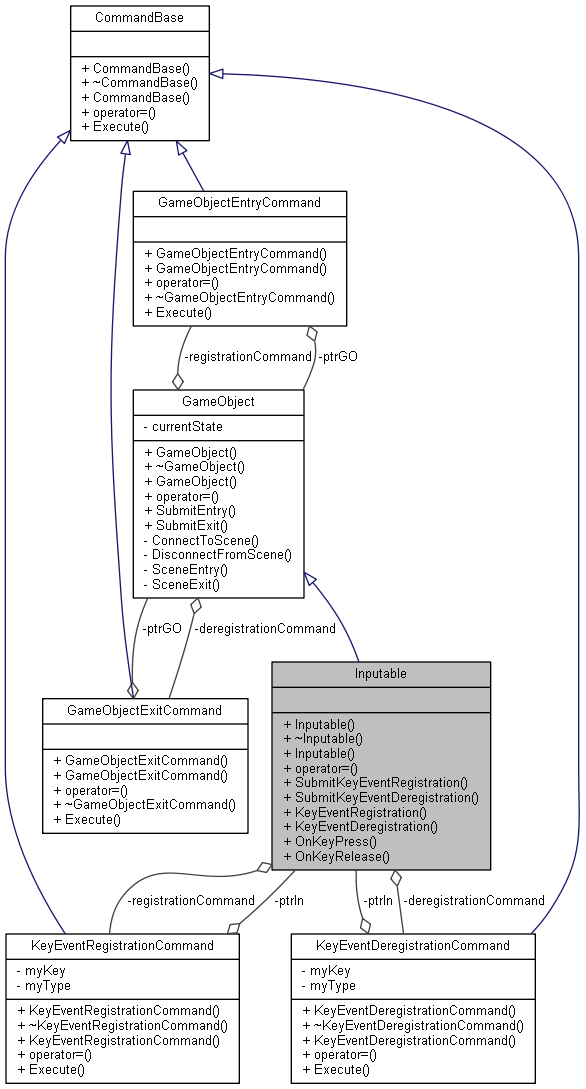 CommandBase
+ CommandBase()
+ ~CommandBase()
+ CommandBase()
+ operator=()
+ Execute()
GameObjectEntryCommand
+ GameObjectEntryCommand()
+ GameObjectEntryCommand()
+ operator=()
+ ~GameObjectEntryCommand()
+ Execute()
-registrationCommand
-ptrGO
GameObject
- currentState
+ GameObject()
+ ~GameObject()
+ GameObject()
+ operator=()
+ SubmitEntry()
+ SubmitExit()
- ConnectToScene()
- DisconnectFromScene()
- SceneEntry()
- SceneExit()
-ptrGO
-deregistrationCommand
Inputable
+ Inputable()
+ ~Inputable()
+ Inputable()
+ operator=()
+ SubmitKeyEventRegistration()
+ SubmitKeyEventDeregistration()
+ KeyEventRegistration()
+ KeyEventDeregistration()
+ OnKeyPress()
+ OnKeyRelease()
GameObjectExitCommand
+ GameObjectExitCommand()
+ GameObjectExitCommand()
+ operator=()
+ ~GameObjectExitCommand()
+ Execute()
-registrationCommand
-ptrIn
-ptrIn
-deregistrationCommand
KeyEventRegistrationCommand
- myKey
- myType
+ KeyEventRegistrationCommand()
+ ~KeyEventRegistrationCommand()
+ KeyEventRegistrationCommand()
+ operator=()
+ Execute()
KeyEventDeregistrationCommand
- myKey
- myType
+ KeyEventDeregistrationCommand()
+ ~KeyEventDeregistrationCommand()
+ KeyEventDeregistrationCommand()
+ operator=()
+ Execute()